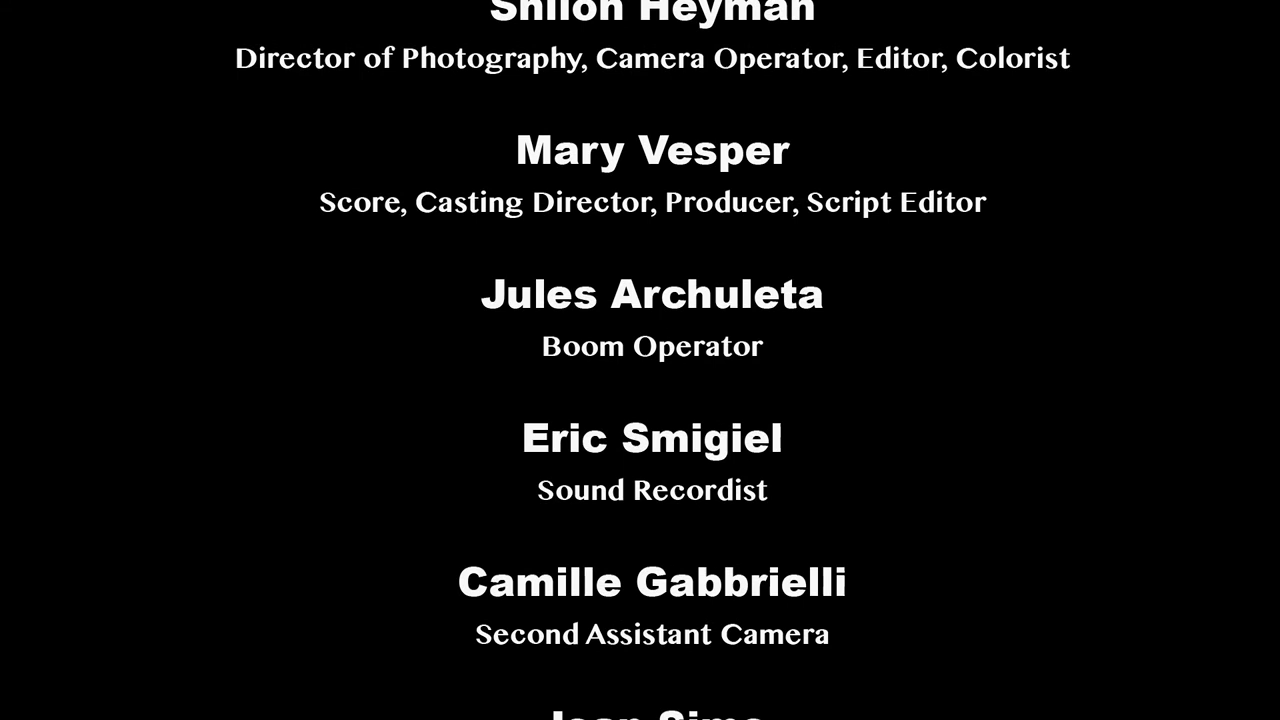 Shiloh Heyman
Director of Photography, Camera Operator, Editor, Colorist
Mary Vesper
Score, Casting Director, Producer, Script Editor
Jules Archuleta
Boom Operator
Eric Smigiel
Sound Recordist
Camille Gabbrielli
Second Assistant Camera